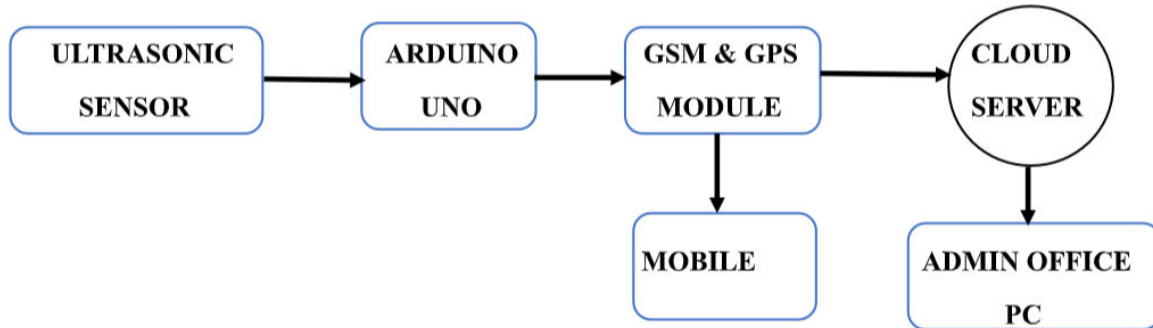 ULTRASONIC
SENSOR
ARDUINO
UNO
GSM & GPS
MODULE
CLOUD
SERVER
MOBILE
ADMIN OFFICE
PC